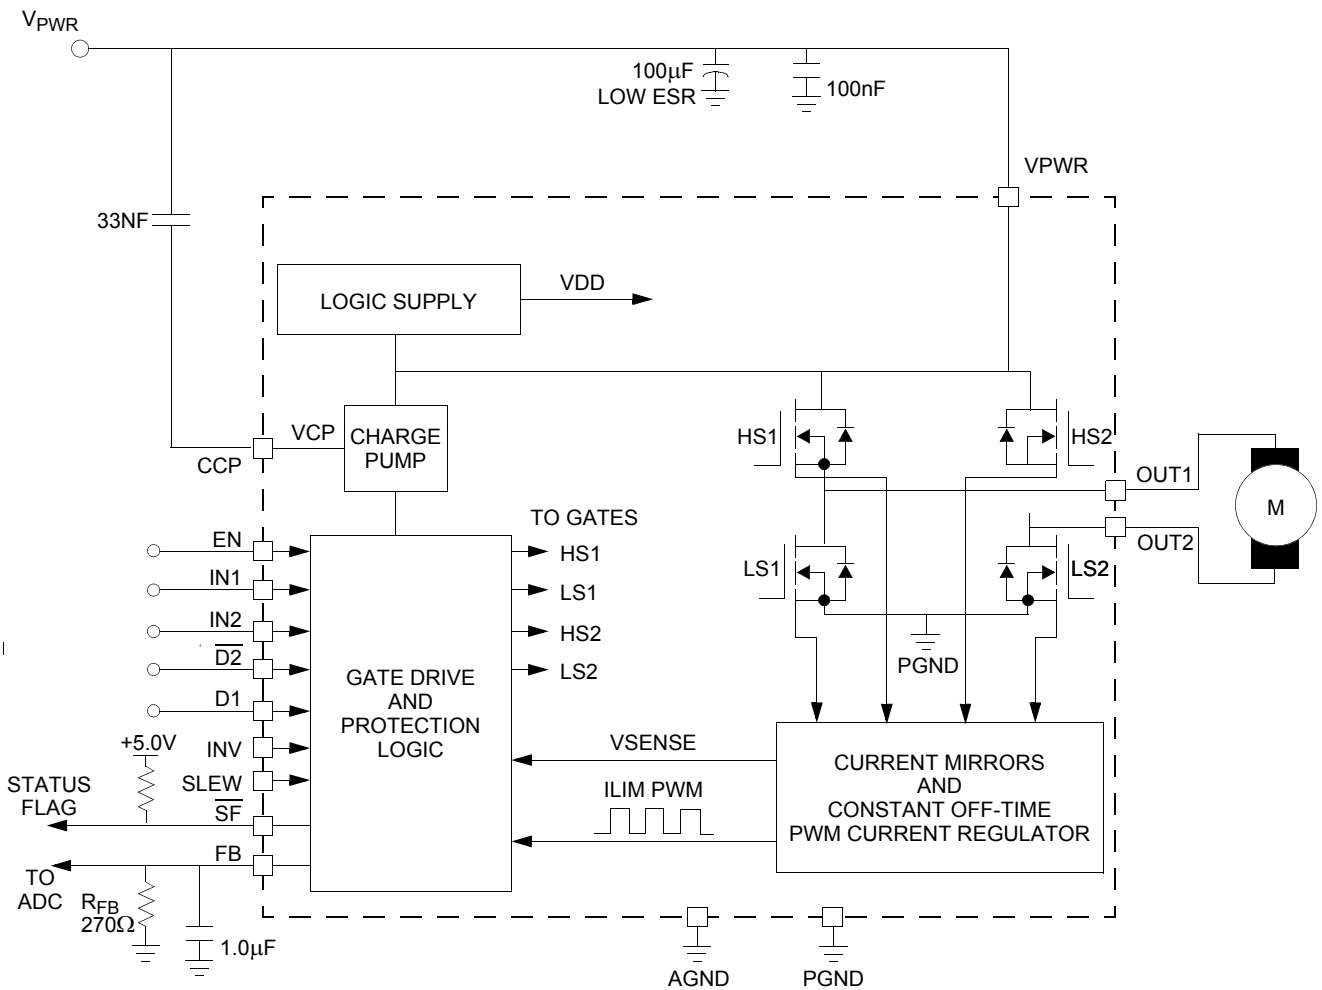 VPWR
100µF
LOW ESR
100nF
VPWR
33NF
LOGIC SUPPLY
VDD
VCP
CCP
CHARGE
PUMP
HS1
HS2
OUT1
M
OUT2
TO GATES
HS1
LS1
HS2
LS2
LS1
LS2
PGND
EN
IN1
IN2
D2
D1
+5.0V
INV
SLEW
STATUS
FLAG
SF
FB
TO
ADC
RFB
270Ω
1.0µF
GATE DRIVE
AND
PROTECTION
LOGIC
VSENSE
ILIM PWM
CURRENT MIRRORS
AND
CONSTANT OFF-TIME
PWM CURRENT REGULATOR
AGND
PGND